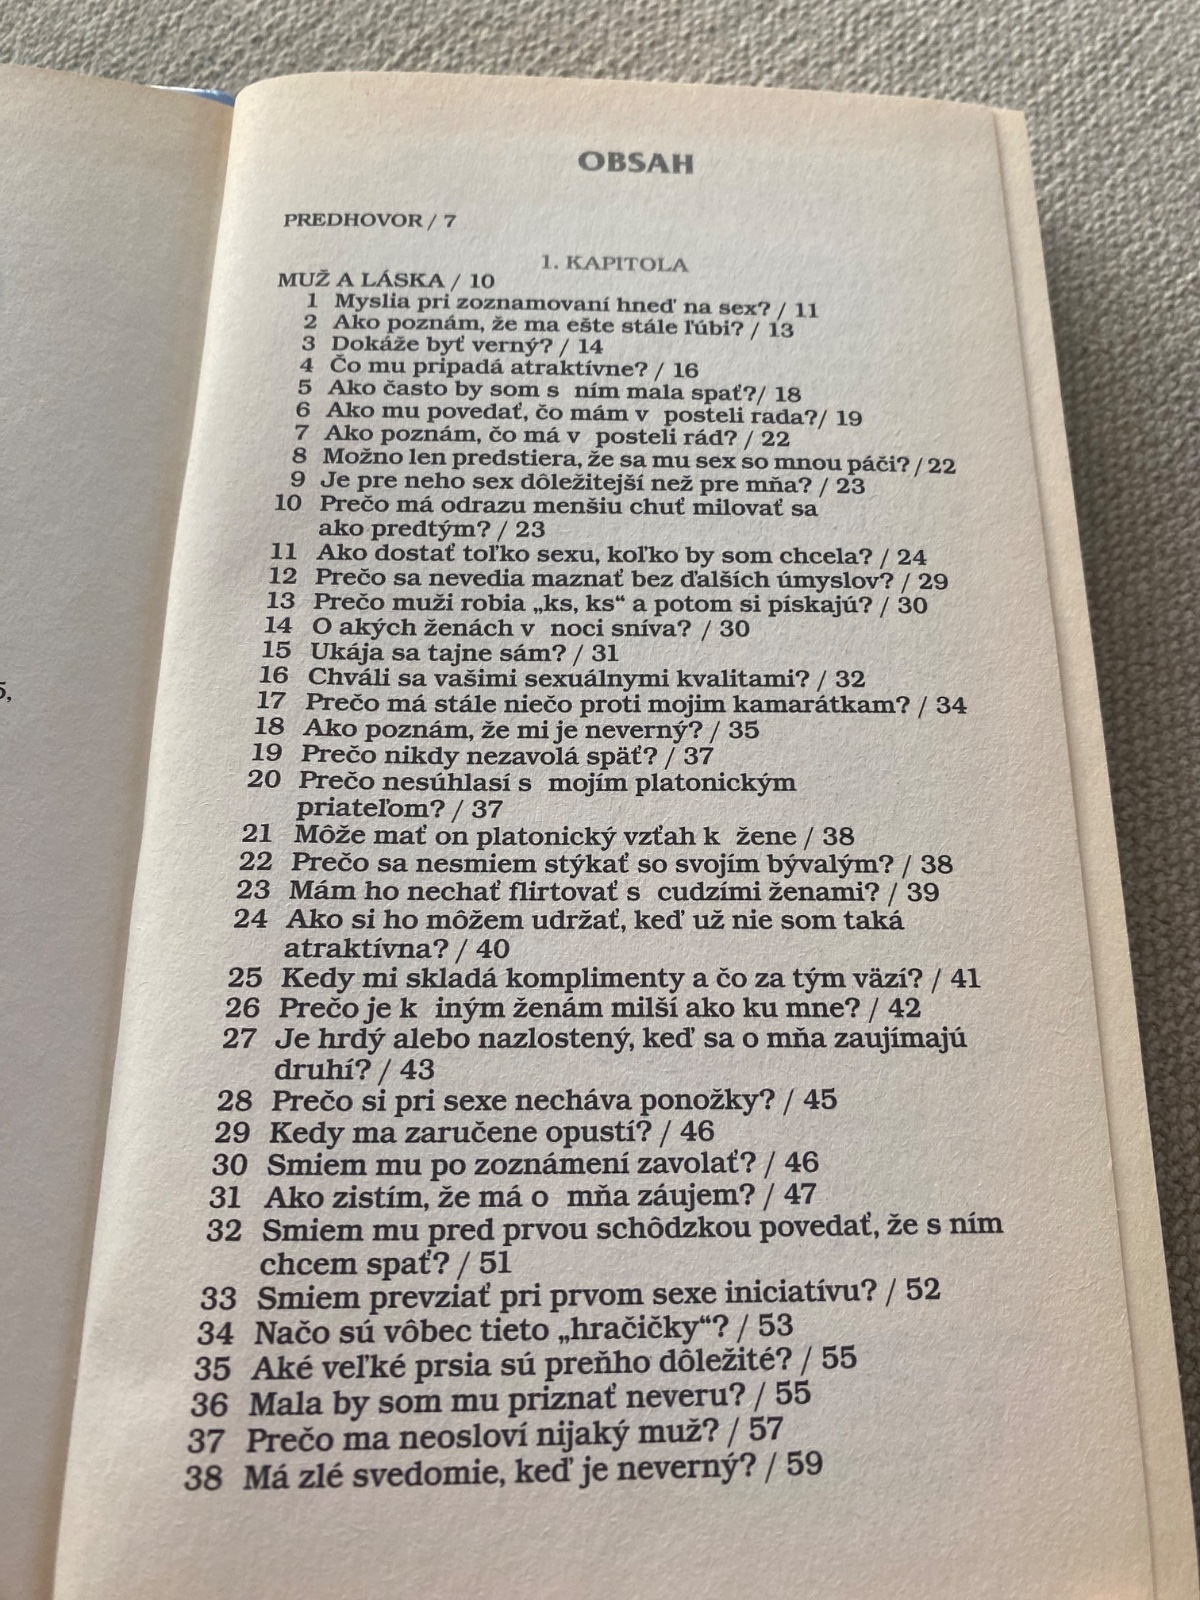 OBSAH
PREDHOVOR / 7
1. KAPITOLA
MUŽ A LÁSKA / 10
1 Myslia pri zoznamovaní hneď na sex? / 11
2 Ako poznám, že ma ešte stále ľúbi? / 13
3 Dokáže byť verný? / 14
4 Čo mu pripadá atraktívne? / 16
5 Ako často by som s ním mala spať?/ 18
6 Ako mu povedať, čo mám v posteli rada?/ 19
7 Ako poznám, čo má v posteli rád? / 22
8 Možno len predstiera, že sa mu sex so mnou páči? / 22
9 Je pre neho sex dôležitejší než pre mňa? / 23
10 Prečo má odrazu menšiu chuť milovať sa
ako predtým? / 23
11 Ako dostať toľko sexu, koľko by som chcela? / 24
12 Prečo sa nevedia maznať bez ďalších úmyslov? / 29
13 Prečo muži robia „ks, ks“ a potom si pískajú? / 30
14 O akých ženách v noci sníva? / 30
15 Ukája sa tajne sám? / 31
16 Chváli sa vašimi sexuálnymi kvalitami? / 32
17 Prečo má stále niečo proti mojim kamarátkam? / 34
18 Ako poznám, že mi je neverný? / 35
19 Prečo nikdy nezavolá späť? / 37
20 Prečo nesúhlasí s mojím platonickým
priateľom? / 37
21 Môže mať on platonický vzťah k žene / 38
22 Prečo sa nesmiem stýkať so svojím bývalým? / 38
23 Mám ho nechať flirtovať s cudzími ženami? / 39
24 Ako si ho môžem udržať, keď už nie som taká
atraktívna? / 40
25 Kedy mi skladá komplimenty a čo za tým väzí? / 41
26 Prečo je k iným ženám milší ako ku mne? / 42
27 Je hrdý alebo nazlostený, keď sa o mňa zaujímajú
druhí? / 43
28 Prečo si pri sexe necháva ponožky? / 45
29 Kedy ma zaručene opustí? / 46
30 Smiem mu po zoznámení zavolať? / 46
31 Ako zistím, že má o mňa záujem? / 47
32 Smiem mu pred prvou schôdzkou povedať, že s ním
chcem spať? / 51
33 Smiem prevziať pri prvom sexe iniciatívu? / 52
34 Načo sú vôbec tieto „hračičky“? / 53
35 Aké veľké prsia sú preňho dôležité? / 55
36 Mala by som mu priznať neveru? / 55
37 Prečo ma neosloví nijaký muž? / 57
38 Má zlé svedomie, keď je neverný? / 59